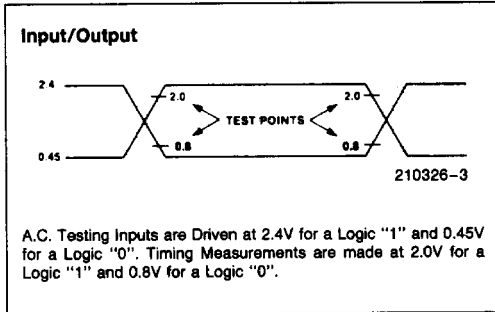 Input/Output
2.4
2.0
2.0
TEST POINTS
0.8
0.8
0.45
210326–3
A.C. Testing Inputs are Driven at 2.4V for a Logic "1" and 0.45V
for a Logic "0". Timing Measurements are made at 2.0V for a
Logic "1" and 0.8V for a Logic "0".